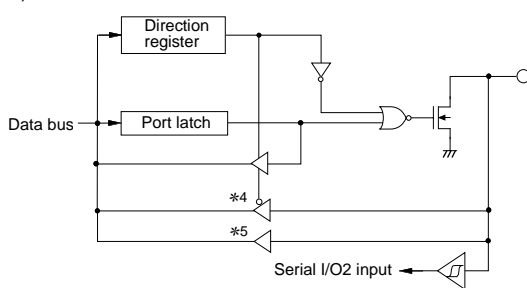 Direction
register
Data bus
Port latch
*4
*5
Serial I/O2 input